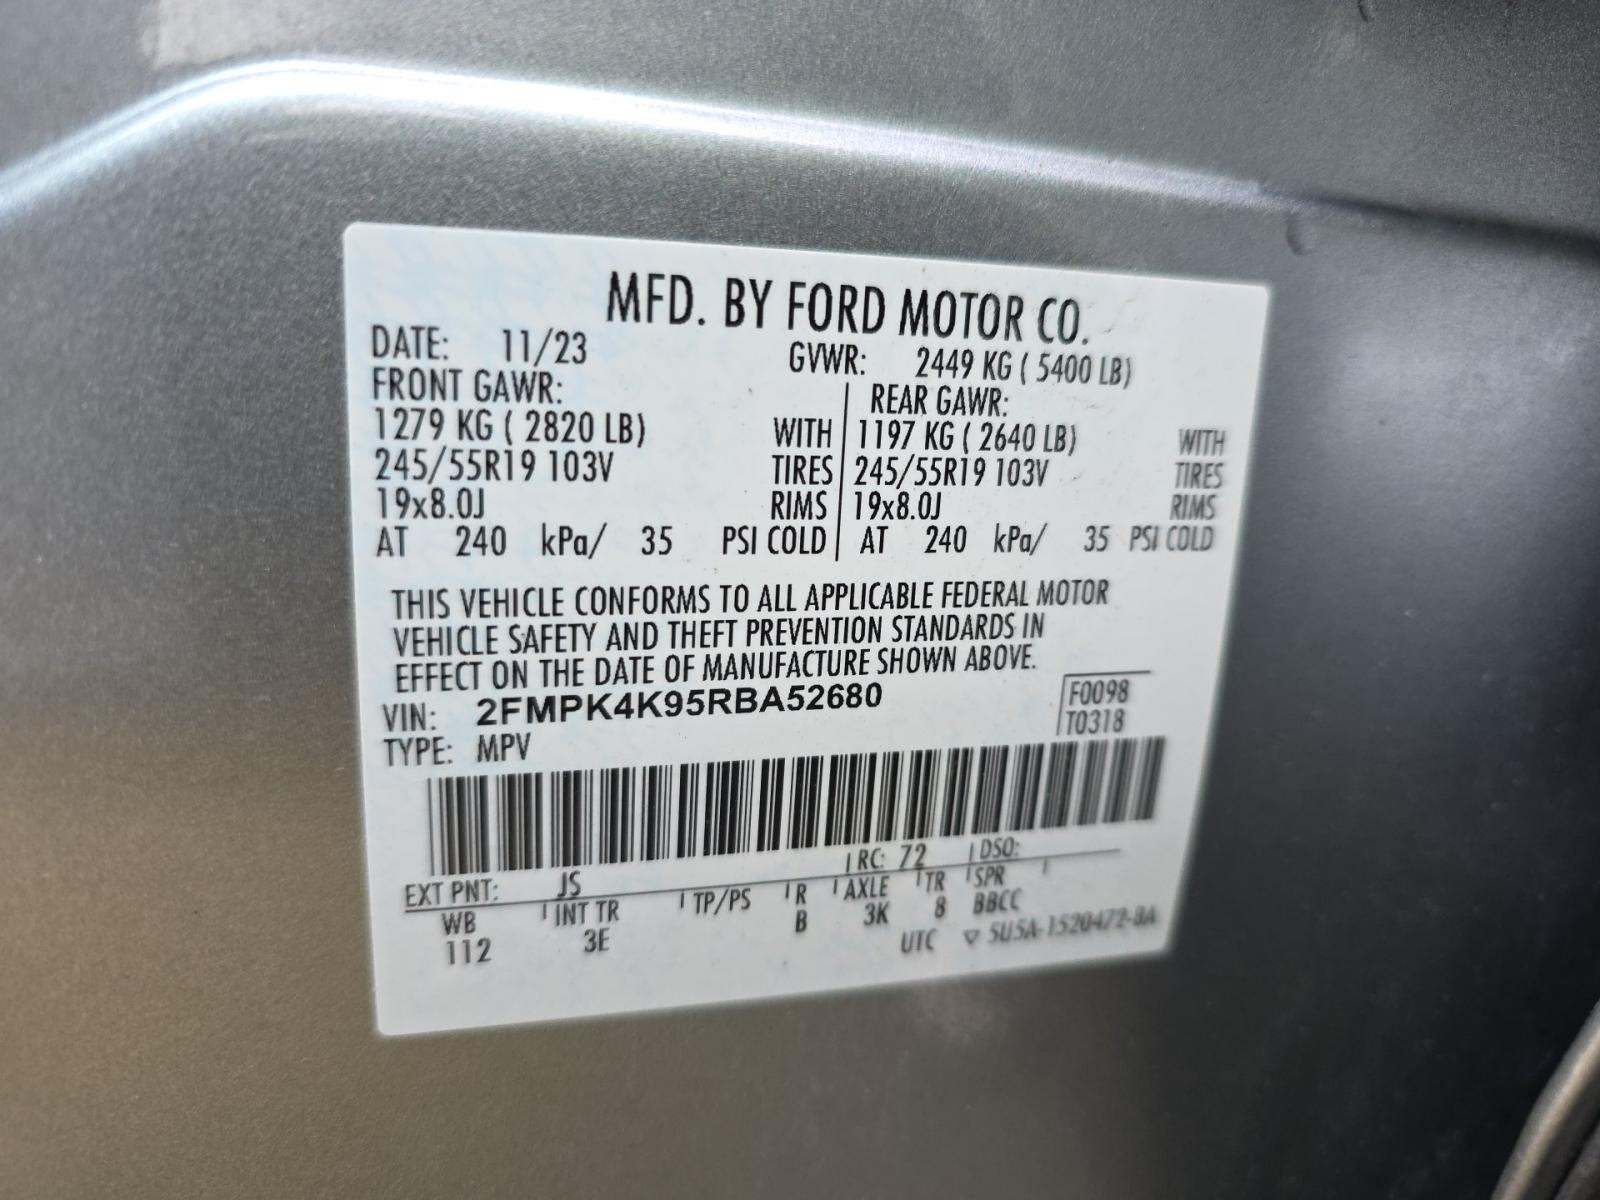 MFD. BY FORD MOTOR CO.
DATE: 11/23 GVWR: 2449 KG ( 5400 LB)
FRONT GAWR: REAR GAWR:
1279 KG ( 2820 LB) WITH 1197 KG ( 2640 LB) WITH
245/55R19 103V TIRES 245/55R19 103V TIRES
19x8.0J RIMS 19x8.0J RIMS
AT 240 kPa/ 35 PSI COLD AT 240 kPa/ 35 PSI COLD
THIS VEHICLE CONFORMS TO ALL APPLICABLE FEDERAL MOTOR
VEHICLE SAFETY AND THEFT PREVENTION STANDARDS IN
EFFECT ON THE DATE OF MANUFACTURE SHOWN ABOVE.
VIN: 2FMPK4K95RBA52680 F0098
TYPE: MPV T0318
EXT PNT: JS RC: 72 DSO:
WB INT TR TP/PS R AXLE TR SPR
112 3E B 3K 8 BBCC
UTC ▽ 5U5A-1520472-BA